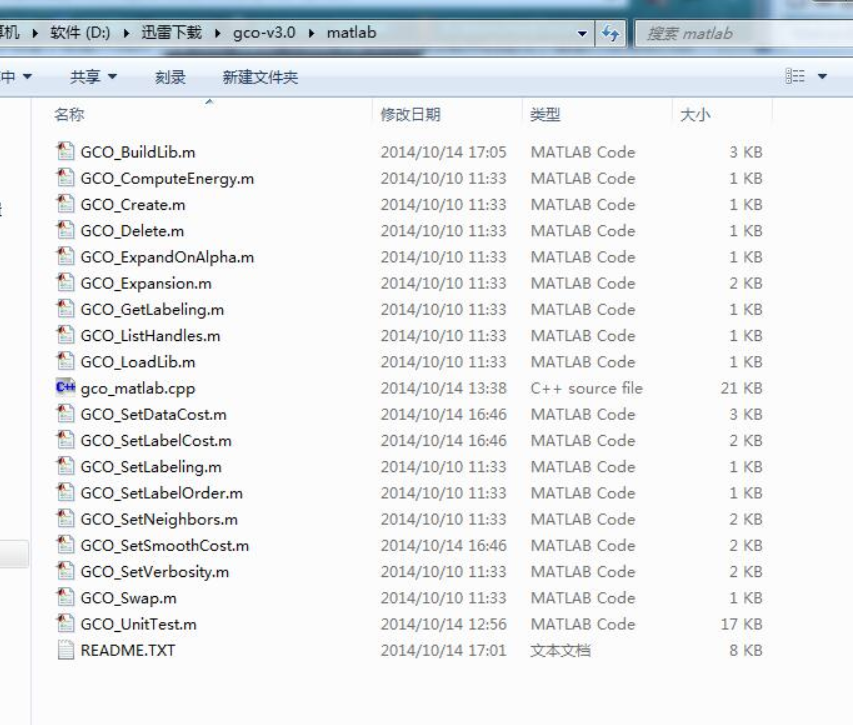 算机 ▸ 软件 (D:) ▸ 迅雷下载 ▸ gco-v3.0 ▸ matlab 搜索 matlab
中 共享 刻录 新建文件夹
名称 修改日期 类型 大小
GCO_BuildLib.m 2014/10/14 17:05 MATLAB Code 3 KB
GCO_ComputeEnergy.m 2014/10/10 11:33 MATLAB Code 1 KB
GCO_Create.m 2014/10/10 11:33 MATLAB Code 1 KB
GCO_Delete.m 2014/10/10 11:33 MATLAB Code 1 KB
GCO_ExpandOnAlpha.m 2014/10/10 11:33 MATLAB Code 1 KB
GCO_Expansion.m 2014/10/10 11:33 MATLAB Code 2 KB
GCO_GetLabeling.m 2014/10/10 11:33 MATLAB Code 1 KB
GCO_ListHandles.m 2014/10/10 11:33 MATLAB Code 1 KB
GCO_LoadLib.m 2014/10/10 11:33 MATLAB Code 1 KB
C++ gco_matlab.cpp 2014/10/14 13:38 C++ source file 21 KB
GCO_SetDataCost.m 2014/10/14 16:46 MATLAB Code 3 KB
GCO_SetLabelCost.m 2014/10/14 16:46 MATLAB Code 2 KB
GCO_SetLabeling.m 2014/10/10 11:33 MATLAB Code 1 KB
GCO_SetLabelOrder.m 2014/10/10 11:33 MATLAB Code 1 KB
GCO_SetNeighbors.m 2014/10/10 11:33 MATLAB Code 2 KB
GCO_SetSmoothCost.m 2014/10/14 16:46 MATLAB Code 2 KB
GCO_SetVerbosity.m 2014/10/10 11:33 MATLAB Code 2 KB
GCO_Swap.m 2014/10/10 11:33 MATLAB Code 1 KB
GCO_UnitTest.m 2014/10/14 12:56 MATLAB Code 17 KB
README.TXT 2014/10/14 17:01 文本文档 8 KB